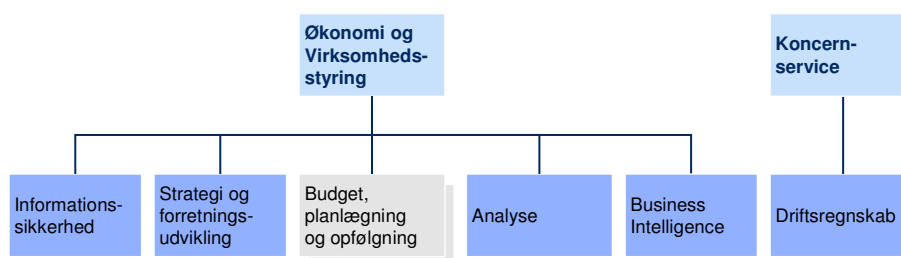 Økonomi og
Virksomheds-
styring
Koncern-
service
Informations-
sikkerhed
Strategi og
forretnings-
udvikling
Budget,
planlægning
og opfølgning
Analyse
Business
Intelligence
Driftsregnskab